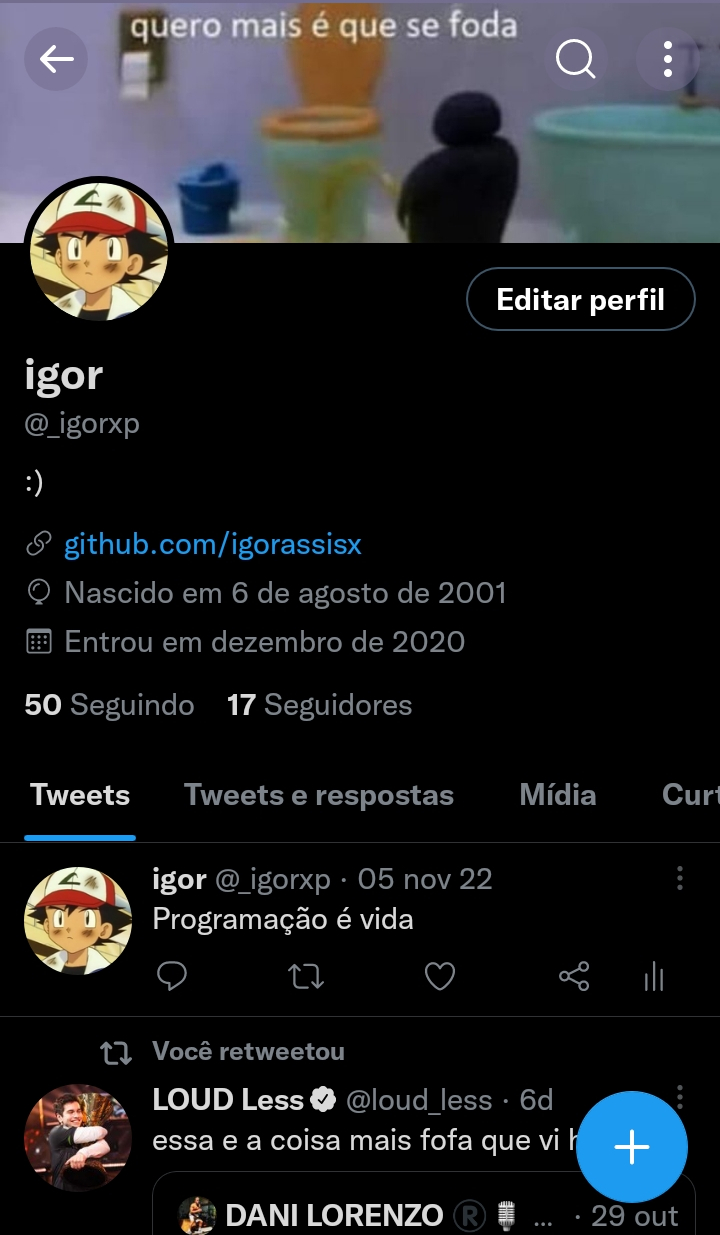 quero mais é que se foda
Editar perfil
igor
@_igorxp
:)
github.com/igorassisx
Nascido em 6 de agosto de 2001
Entrou em dezembro de 2020
50 Seguindo 17 Seguidores
Tweets Tweets e respostas Mídia Curt
igor @_igorxp · 05 nov 22
Programação é vida
Você retweetou
LOUD Less @loud_less · 6d
essa e a coisa mais fofa que vi h
DANI LORENZO ® 🎙 ... · 29 out